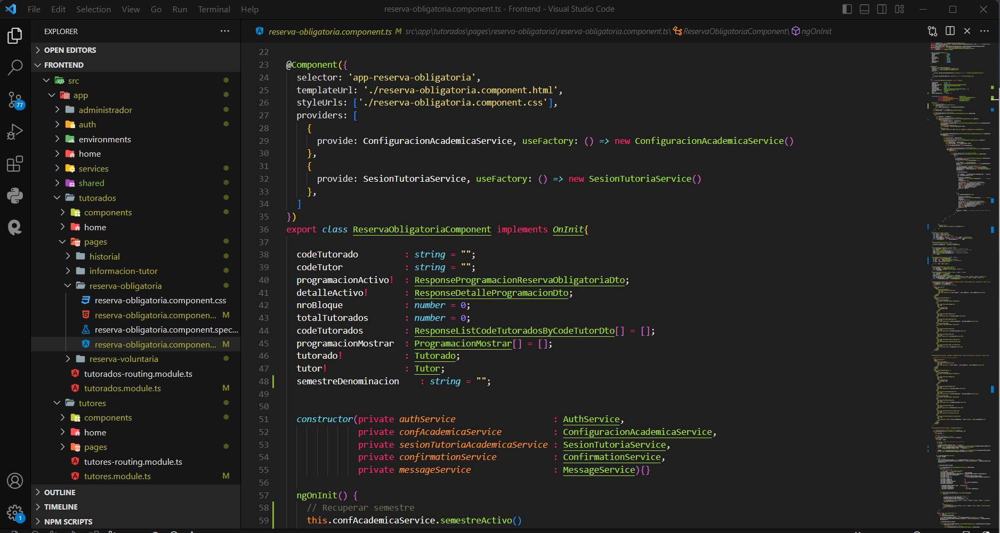 File Edit Selection View Go Run Terminal Help
reserva-obligatoria.component.ts - Frontend - Visual Studio Code
EXPLORER
OPEN EDITORS
FRONTEND
src
app
administrador
auth
environments
home
services
shared
tutorados
components
home
pages
historial
informacion-tutor
reserva-obligatoria
reserva-obligatoria.component.css
reserva-obligatoria.componen... M
reserva-obligatoria.component.spec...
reserva-obligatoria.componen... M
reserva-voluntaria
tutorados-routing.module.ts
tutorados.module.ts M
tutores
components
home
pages
tutores-routing.module.ts
tutores.module.ts M
OUTLINE
TIMELINE
NPM SCRIPTS
77
1
reserva-obligatoria.component.ts M src\app\tutorados\pages\reserva-obligatoria\reserva-obligatoria.component.ts\ ReservaObligatoriaComponent\ ngOnInit
22
23 @Component({
24 selector: 'app-reserva-obligatoria',
25 templateUrl: './reserva-obligatoria.component.html',
26 styleUrls: ['./reserva-obligatoria.component.css'],
27 providers: [
28 {
29 provide: ConfiguracionAcademicaService, useFactory: () => new ConfiguracionAcademicaService()
30 },
31 {
32 provide: SesionTutoriaService, useFactory: () => new SesionTutoriaService()
33 },
34 ]
35 })
36 export class ReservaObligatoriaComponent implements OnInit{
37
38 codeTutorado : string = "";
39 codeTutor : string = "";
40 programacionActivo! : ResponseProgramacionReservaObligatoriaDto;
41 detalleActivo! : ResponseDetalleProgramacionDto;
42 nroBloque : number = 0;
43 totalTutorados : number = 0;
44 codeTutorados : ResponseListCodeTutoradosByCodeTutorDto[] = [];
45 programacionMostrar : ProgramacionMostrar[] = [];
46 tutorado! : Tutorado;
47 tutor! : Tutor;
48 semestreDenominacion : string = "";
49
50
51 constructor(private authService : AuthService,
52 private confAcademicaService : ConfiguracionAcademicaService,
53 private sesionTutoriaAcademicaService : SesionTutoriaService,
54 private confirmationService : ConfirmationService,
55 private messageService : MessageService){}
56
57 ngOnInit() {
58 // Recuperar semestre
59 this.confAcademicaService.semestreActivo()